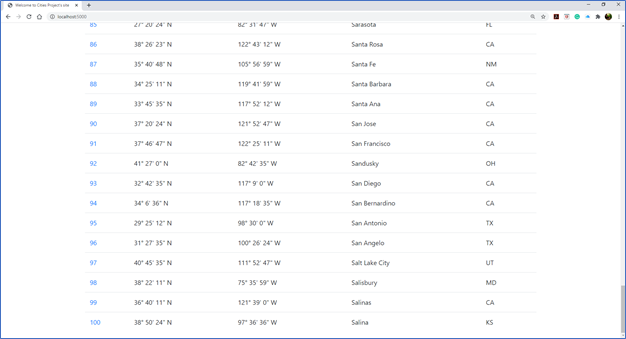 Welcome to Cities Project's site
localhost:5000
85 27° 20' 24" N 82° 31' 47" W Sarasota FL
86 38° 26' 23" N 122° 43' 12" W Santa Rosa CA
87 35° 40' 48" N 105° 56' 59" W Santa Fe NM
88 34° 25' 11" N 119° 41' 59" W Santa Barbara CA
89 33° 45' 35" N 117° 52' 12" W Santa Ana CA
90 37° 20' 24" N 121° 52' 47" W San Jose CA
91 37° 46' 47" N 122° 25' 11" W San Francisco CA
92 41° 27' 0" N 82° 42' 35" W Sandusky OH
93 32° 42' 35" N 117° 9' 0" W San Diego CA
94 34° 6' 36" N 117° 18' 35" W San Bernardino CA
95 29° 25' 12" N 98° 30' 0" W San Antonio TX
96 31° 27' 35" N 100° 26' 24" W San Angelo TX
97 40° 45' 35" N 111° 52' 47" W Salt Lake City UT
98 38° 22' 11" N 75° 35' 59" W Salisbury MD
99 36° 40' 11" N 121° 39' 0" W Salinas CA
100 38° 50' 24" N 97° 36' 36" W Salina KS